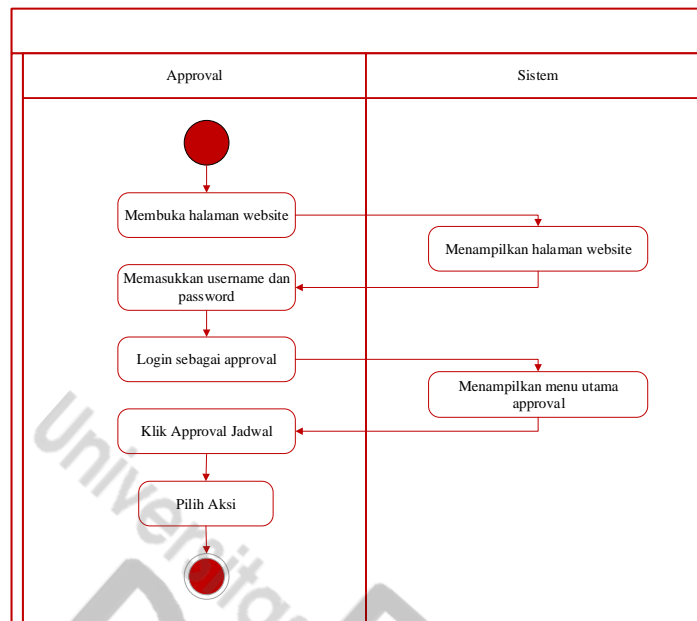 Approval
Sistem
Membuka halaman website
Menampilkan halaman website
Memasukkan username dan
password
Login sebagai approval
Menampilkan menu utama
approval
Klik Approval Jadwal
Pilih Aksi
Universitas